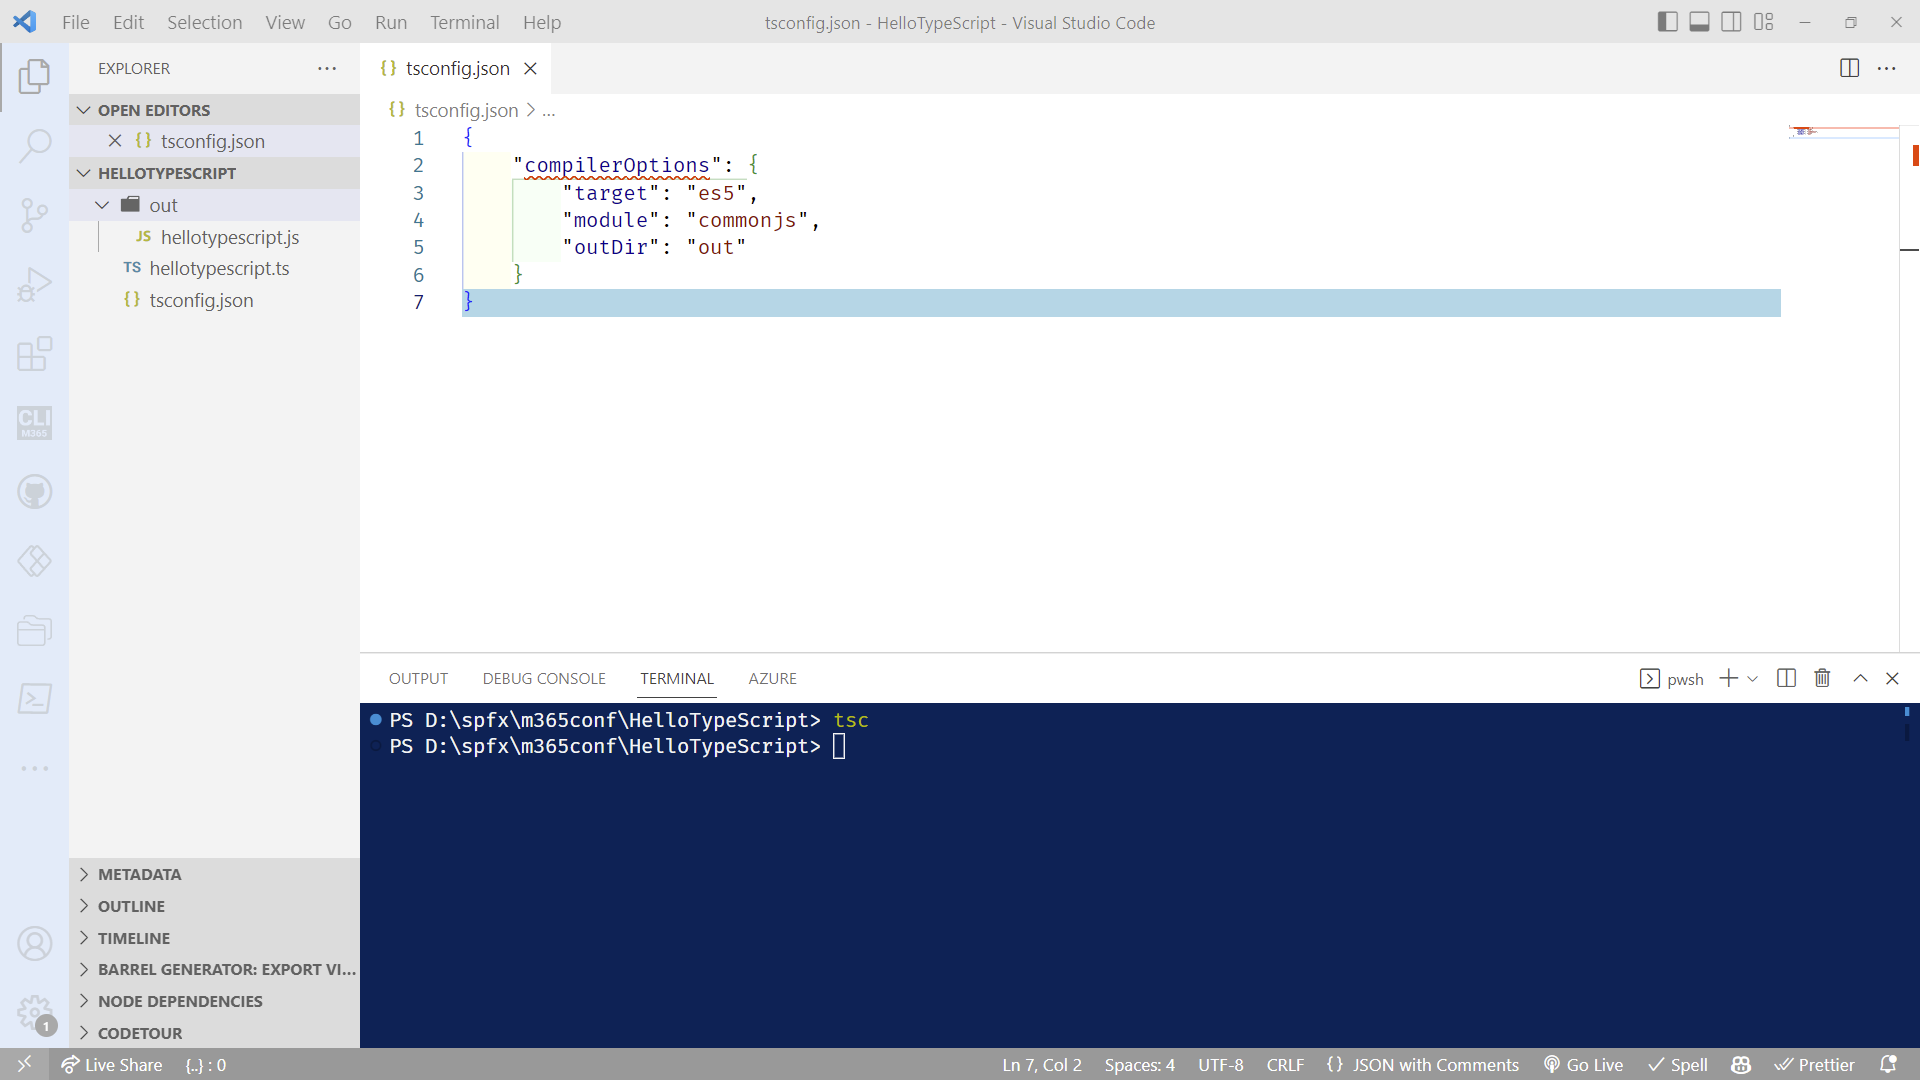 File Edit Selection View Go Run Terminal Help
tsconfig.json - HelloTypeScript - Visual Studio Code
EXPLORER
OPEN EDITORS
{} tsconfig.json
HELLOTYPESCRIPT
out
JS hellotypescript.js
TS hellotypescript.ts
{} tsconfig.json
CLI
M365
METADATA
OUTLINE
TIMELINE
BARREL GENERATOR: EXPORT VI...
NODE DEPENDENCIES
CODETOUR
1
{} tsconfig.json
{} tsconfig.json > ...
1 {
2 "compilerOptions": {
3 "target": "es5",
4 "module": "commonjs",
5 "outDir": "out"
6 }
7 }
OUTPUT DEBUG CONSOLE TERMINAL AZURE
pwsh
PS D:\spfx\m365conf\HelloTypeScript> tsc
PS D:\spfx\m365conf\HelloTypeScript>
Live Share {..} : 0
Ln 7, Col 2 Spaces: 4 UTF-8 CRLF {} JSON with Comments Go Live Spell Prettier